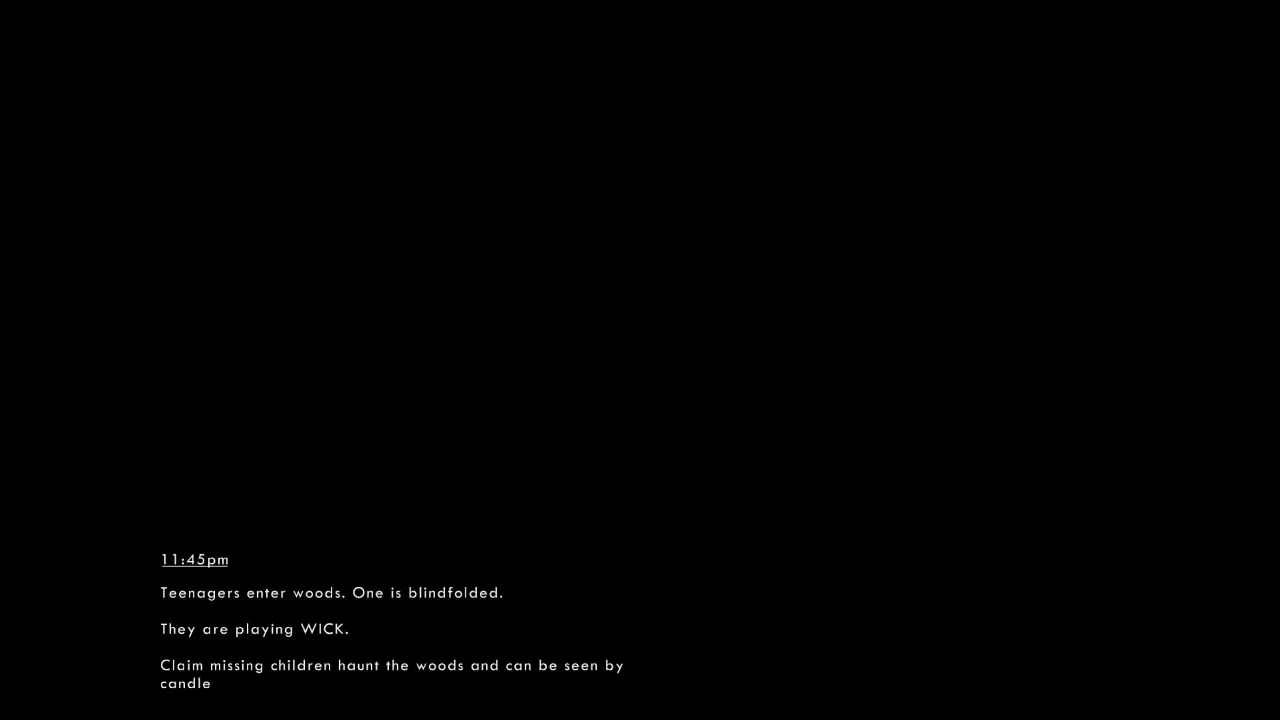 11:45pm
Teenagers enter woods. One is blindfolded.
They are playing WICK.
Claim missing children haunt the woods and can be seen by
candle